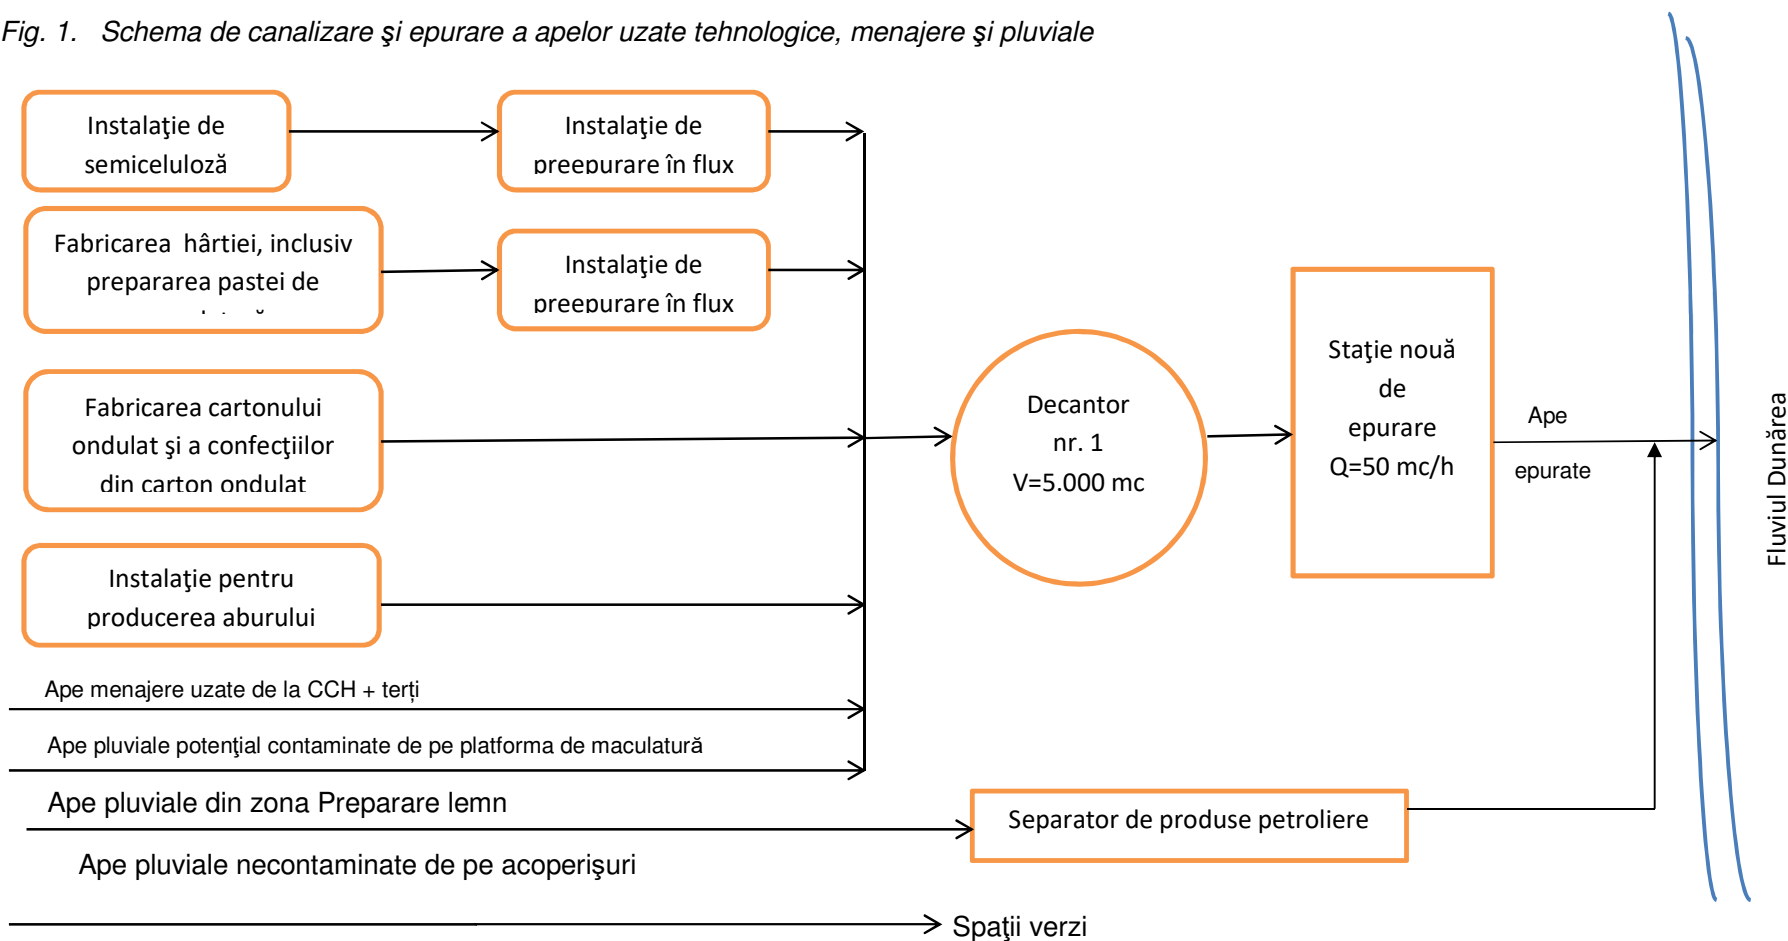 Fig. 1. Schema de canalizare şi epurare a apelor uzate tehnologice, menajere şi pluviale
Instalaţie de
semiceluloză
Instalaţie de
preepurare în flux
Fabricarea hârtiei, inclusiv
prepararea pastei de
Instalaţie de
preepurare în flux
Fabricarea cartonului
ondulat şi a confecţiilor
din carton ondulat
Instalaţie pentru
producerea aburului
Decantor
nr. 1
V=5.000 mc
Staţie nouă
de
epurare
Q=50 mc/h
Ape
epurate
Fluviul Dunărea
Ape menajere uzate de la CCH + terți
Ape pluviale potenţial contaminate de pe platforma de maculatură
Ape pluviale din zona Preparare lemn
Separator de produse petroliere
Ape pluviale necontaminate de pe acoperişuri
Spaţii verzi